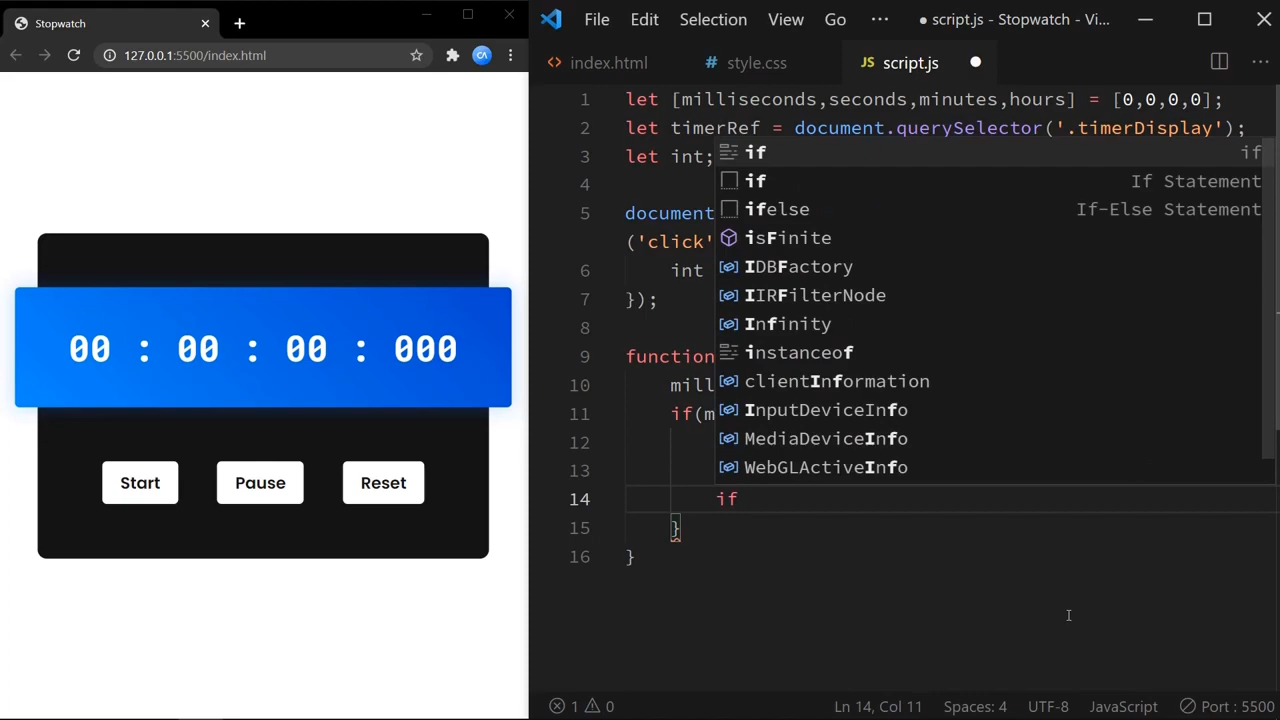 Stopwatch
127.0.0.1:5500/index.html
00 : 00 : 00 : 000
Start Pause Reset
File Edit Selection View Go ··· ● script.js - Stopwatch - Vi...
<> index.html # style.css JS script.js ● ···
1 let [milliseconds,seconds,minutes,hours] = [0,0,0,0];
2 let timerRef = document.querySelector('.timerDisplay');
3 let int;
4
5 document
('click'
6 int
7 });
8
9 function
10 mill
11 if(m
12
13
14 if
15 }
16 }
if if
if If Statement
ifelse If-Else Statement
isFinite
IDBFactory
IIRFilterNode
Infinity
instanceof
clientInformation
InputDeviceInfo
MediaDeviceInfo
WebGLActiveInfo
1 0 Ln 14, Col 11 Spaces: 4 UTF-8 JavaScript Port : 5500